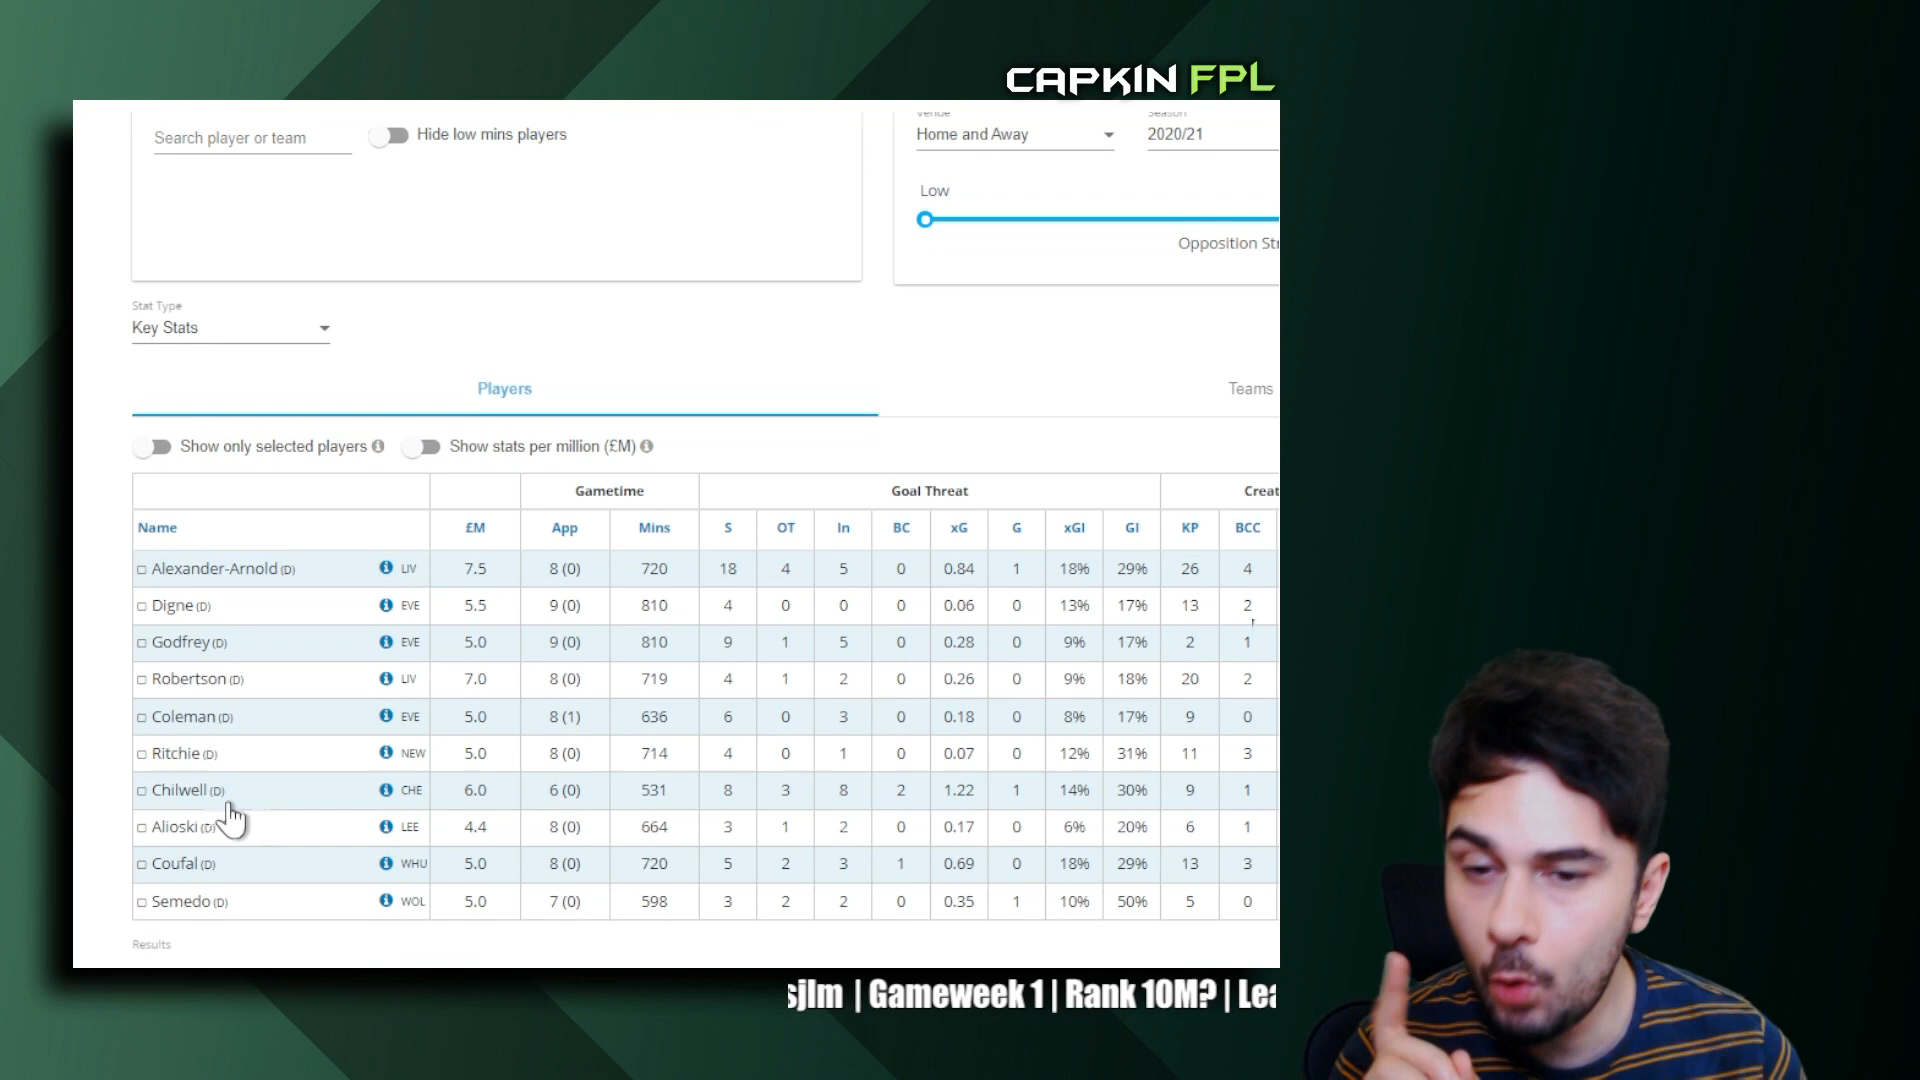 CAPKIN FPL
Venue
Season
Search player or team
Hide low mins players
Home and Away
2020/21
Low
Opposition
Stat Type
Key Stats
Players
Teams
Show only selected players
Show stats per million (£M)
Gametime Goal Threat
Name £M App Mins S OT In BC xG G xGI GI KP BCC
Alexander-Arnold (D) LIV 7.5 8 (0) 720 18 4 5 0 0.84 1 18% 29% 26 4
Digne (D) EVE 5.5 9 (0) 810 4 0 0 0 0.06 0 13% 17% 13 2
Godfrey (D) EVE 5.0 9 (0) 810 9 1 5 0 0.28 0 9% 17% 2 1
Robertson (D) LIV 7.0 8 (0) 719 4 1 2 0 0.26 0 9% 18% 20 2
Coleman (D) EVE 5.0 8 (1) 636 6 0 3 0 0.18 0 8% 17% 9 0
Ritchie (D) NEW 5.0 8 (0) 714 4 0 1 0 0.07 0 12% 31% 11 3
Chilwell (D) CHE 6.0 6 (0) 531 8 3 8 2 1.22 1 14% 30% 9 1
Alioski (D) LEE 4.4 8 (0) 664 3 1 2 0 0.17 0 6% 20% 6 1
Coufal (D) WHU 5.0 8 (0) 720 5 2 3 1 0.69 0 18% 29% 13 3
Semedo (D) WOL 5.0 7 (0) 598 3 2 2 0 0.35 1 10% 50% 5 0
Results
sjlm | Gameweek 1 | Rank 10M? |